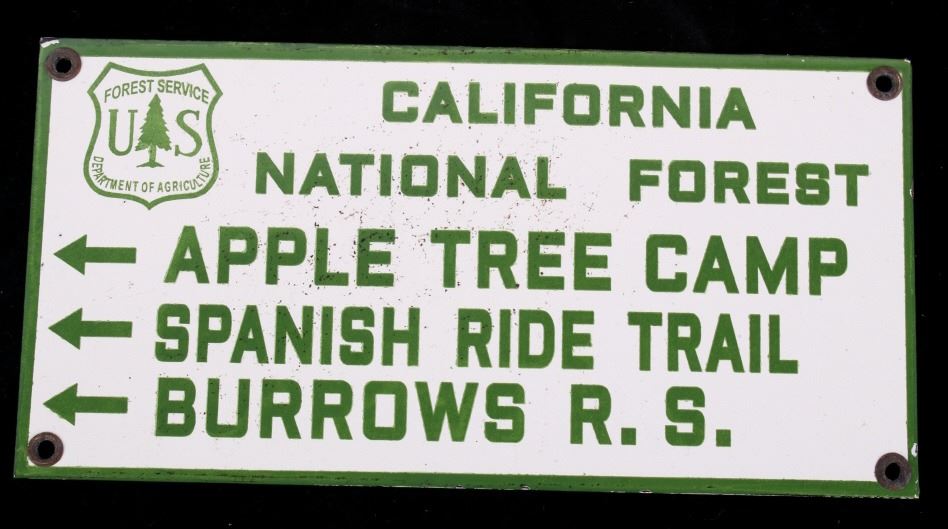 FOREST SERVICE
U S
DEPARTMENT OF AGRICULTURE
CALIFORNIA
NATIONAL FOREST
APPLE TREE CAMP
SPANISH RIDE TRAIL
BURROWS R. S.